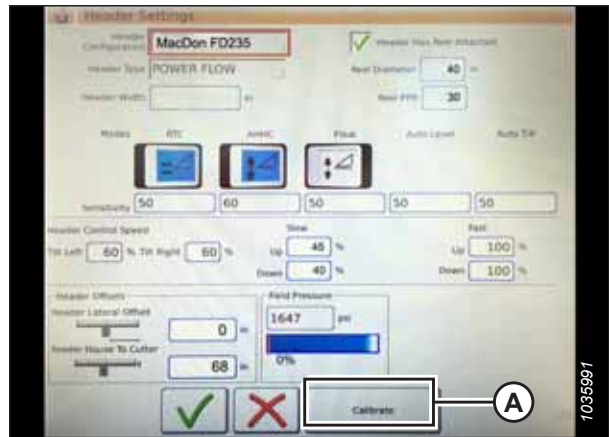 Header Settings
Header Configuration MacDon FD235 Header Has Reel Attached
Header Type POWER FLOW Reel Diameter 40 in
Header Width in Reel PPR 30
Modes RTC AHHC Float Auto Level Auto Tilt
Sensitivity 50 60 50 50 50
Header Control Speed Slow Fast
Tilt Left 60 % Tilt Right 60 % Up 45 % Up 100 %
Down 40 % Down 100 %
Header Offsets Field Pressure
Header Lateral Offset 1647 psi
0 in
Feeder House To Cutter 0%
68 in
Calibrate A
1035991